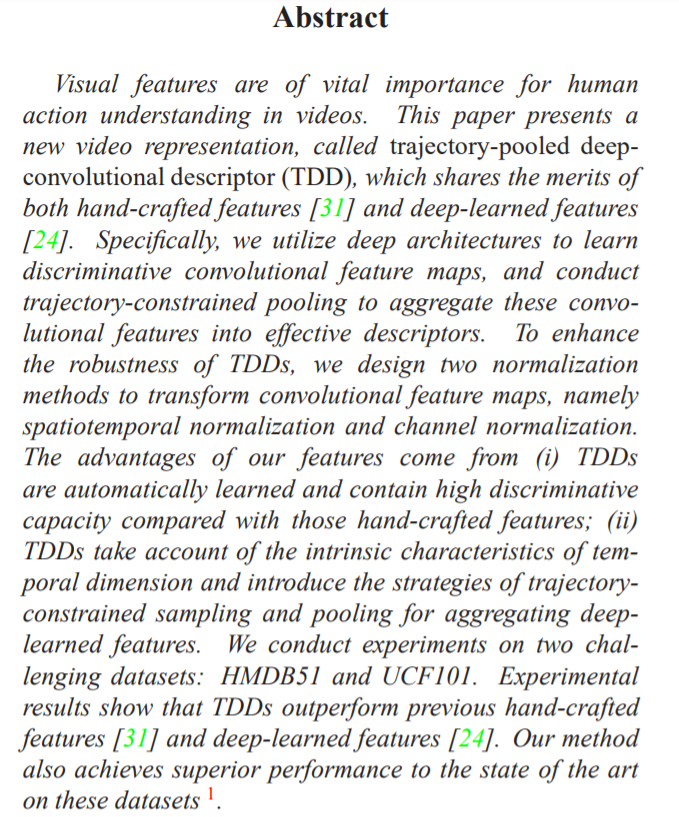 Abstract
Visual features are of vital importance for human
action understanding in videos. This paper presents a
new video representation, called trajectory-pooled deep-
convolutional descriptor (TDD), which shares the merits of
both hand-crafted features [31] and deep-learned features
[24]. Specifically, we utilize deep architectures to learn
discriminative convolutional feature maps, and conduct
trajectory-constrained pooling to aggregate these convo-
lutional features into effective descriptors. To enhance
the robustness of TDDs, we design two normalization
methods to transform convolutional feature maps, namely
spatiotemporal normalization and channel normalization.
The advantages of our features come from (i) TDDs
are automatically learned and contain high discriminative
capacity compared with those hand-crafted features; (ii)
TDDs take account of the intrinsic characteristics of tem-
poral dimension and introduce the strategies of trajectory-
constrained sampling and pooling for aggregating deep-
learned features. We conduct experiments on two chal-
lenging datasets: HMDB51 and UCF101. Experimental
results show that TDDs outperform previous hand-crafted
features [31] and deep-learned features [24]. Our method
also achieves superior performance to the state of the art
on these datasets 1.